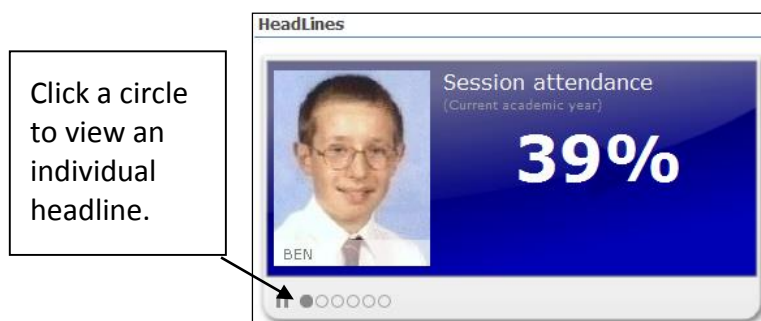 HeadLines
Click a circle
to view an
individual
headline.
Session attendance
(Current academic year)
39%
BEN